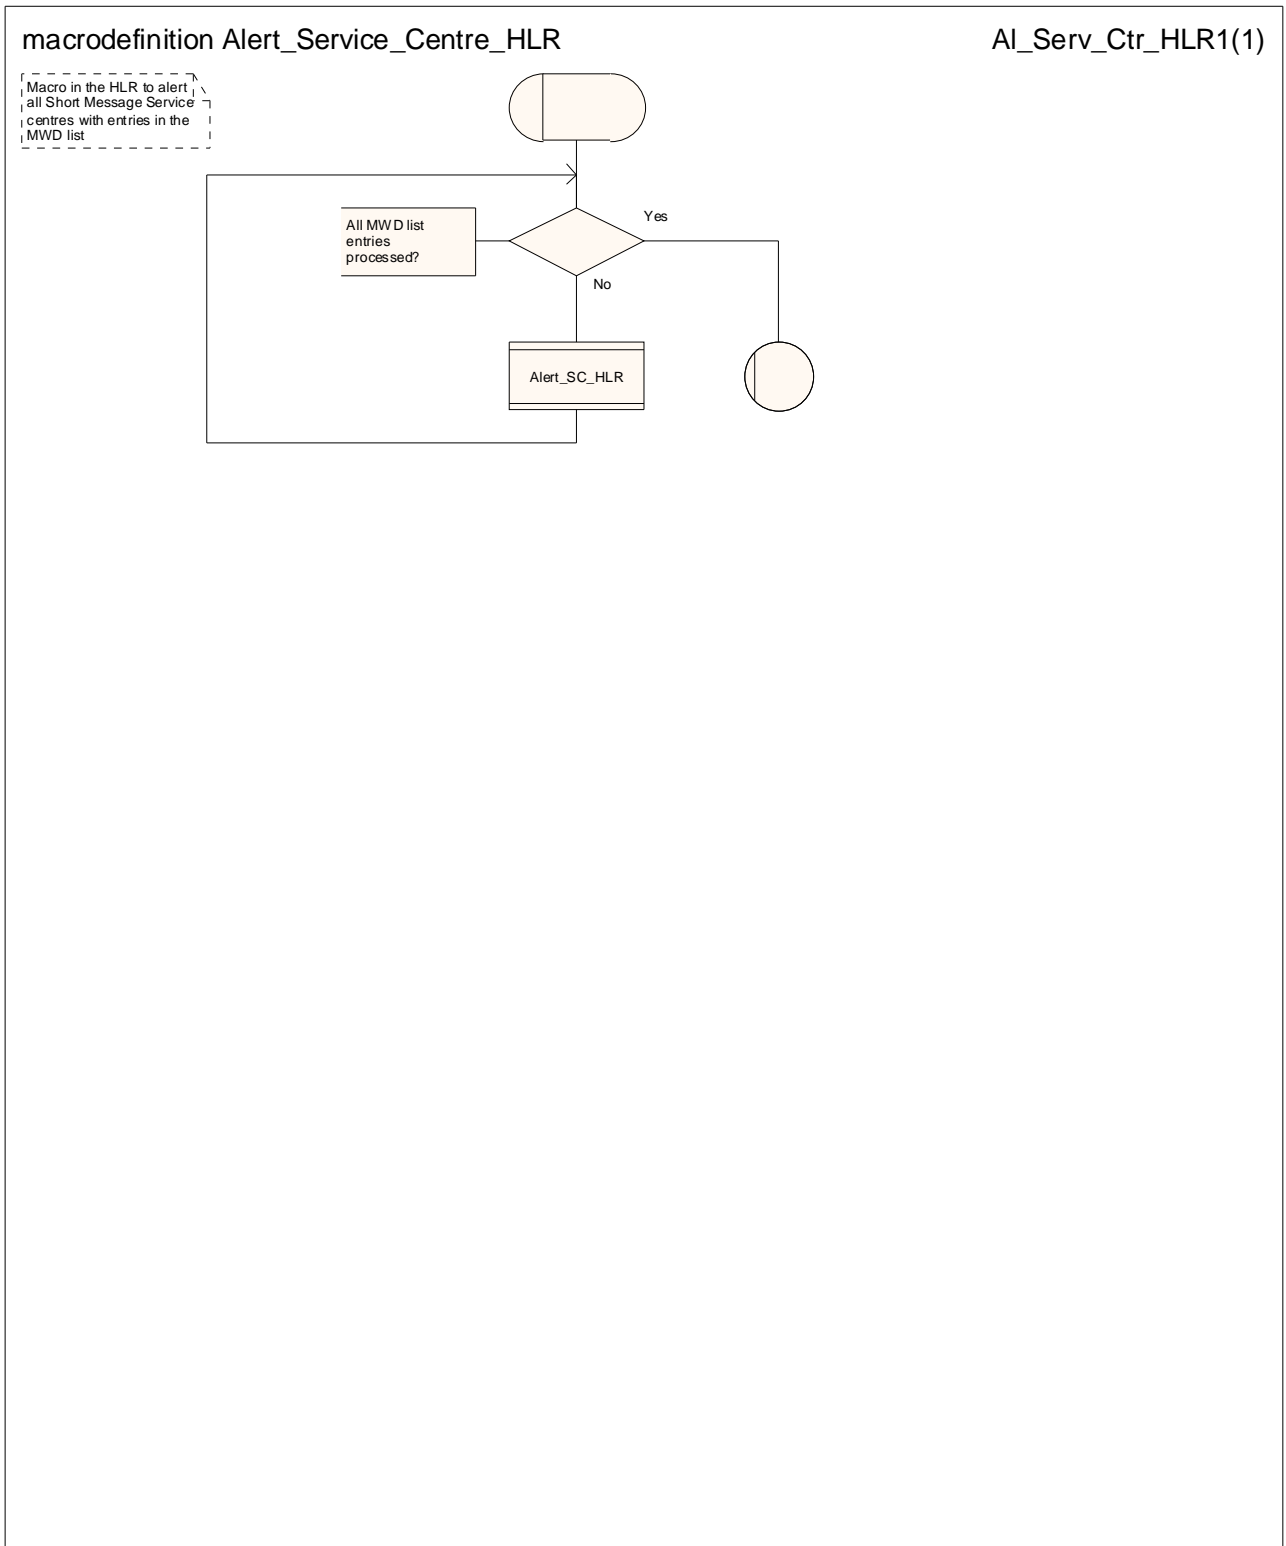 macrodefinition Alert_Service_Centre_HLR
Al_Serv_Ctr_HLR1(1)
Macro in the HLR to alert
all Short Message Service
centres with entries in the
MWD list
All MWD list
entries
processed?
Yes
No
Alert_SC_HLR